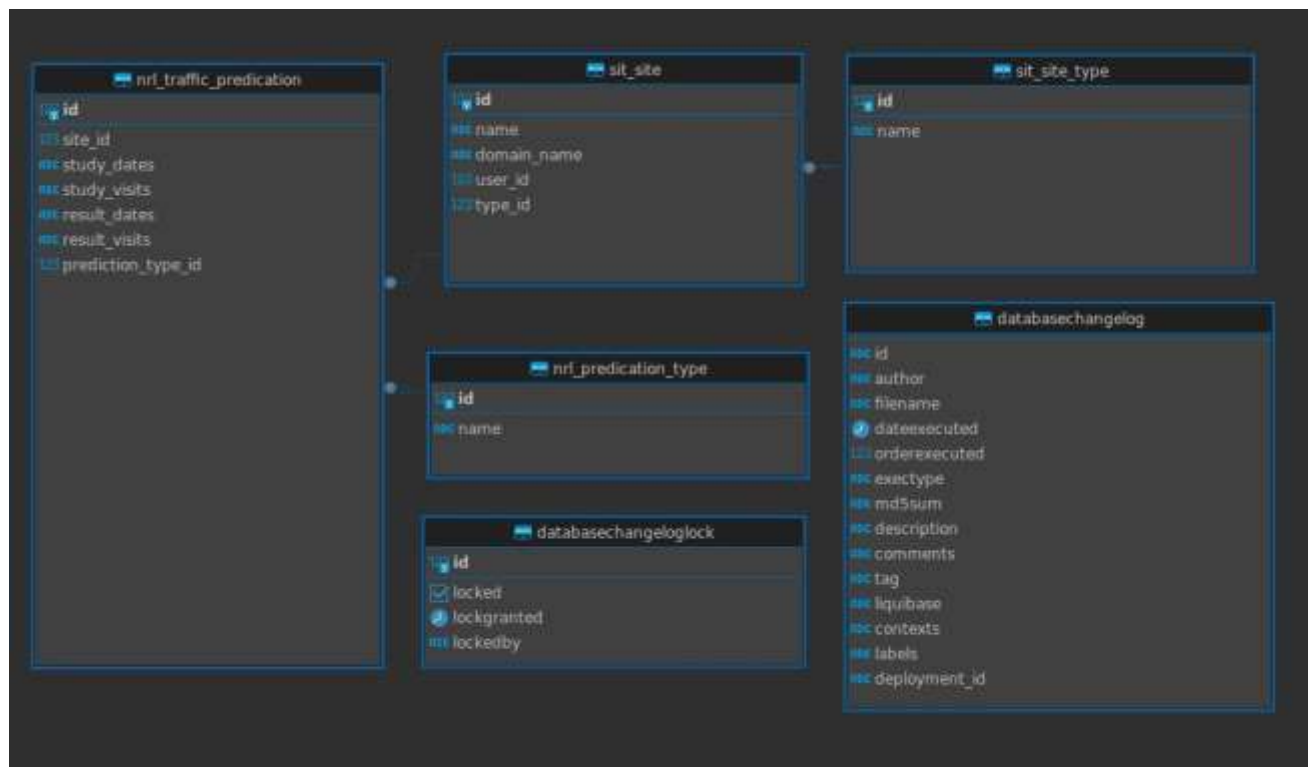 nrl_traffic_predication
id
site_id
study_dates
study_visits
result_dates
result_visits
prediction_type_id
sit_site
id
name
domain_name
user_id
type_id
sit_site_type
id
name
nrl_predication_type
id
name
databasechangeloglock
id
locked
lockgranted
lockedby
databasechangelog
id
author
filename
dateexecuted
orderexecuted
exectype
md5sum
description
comments
tag
liquibase
contexts
labels
deployment_id